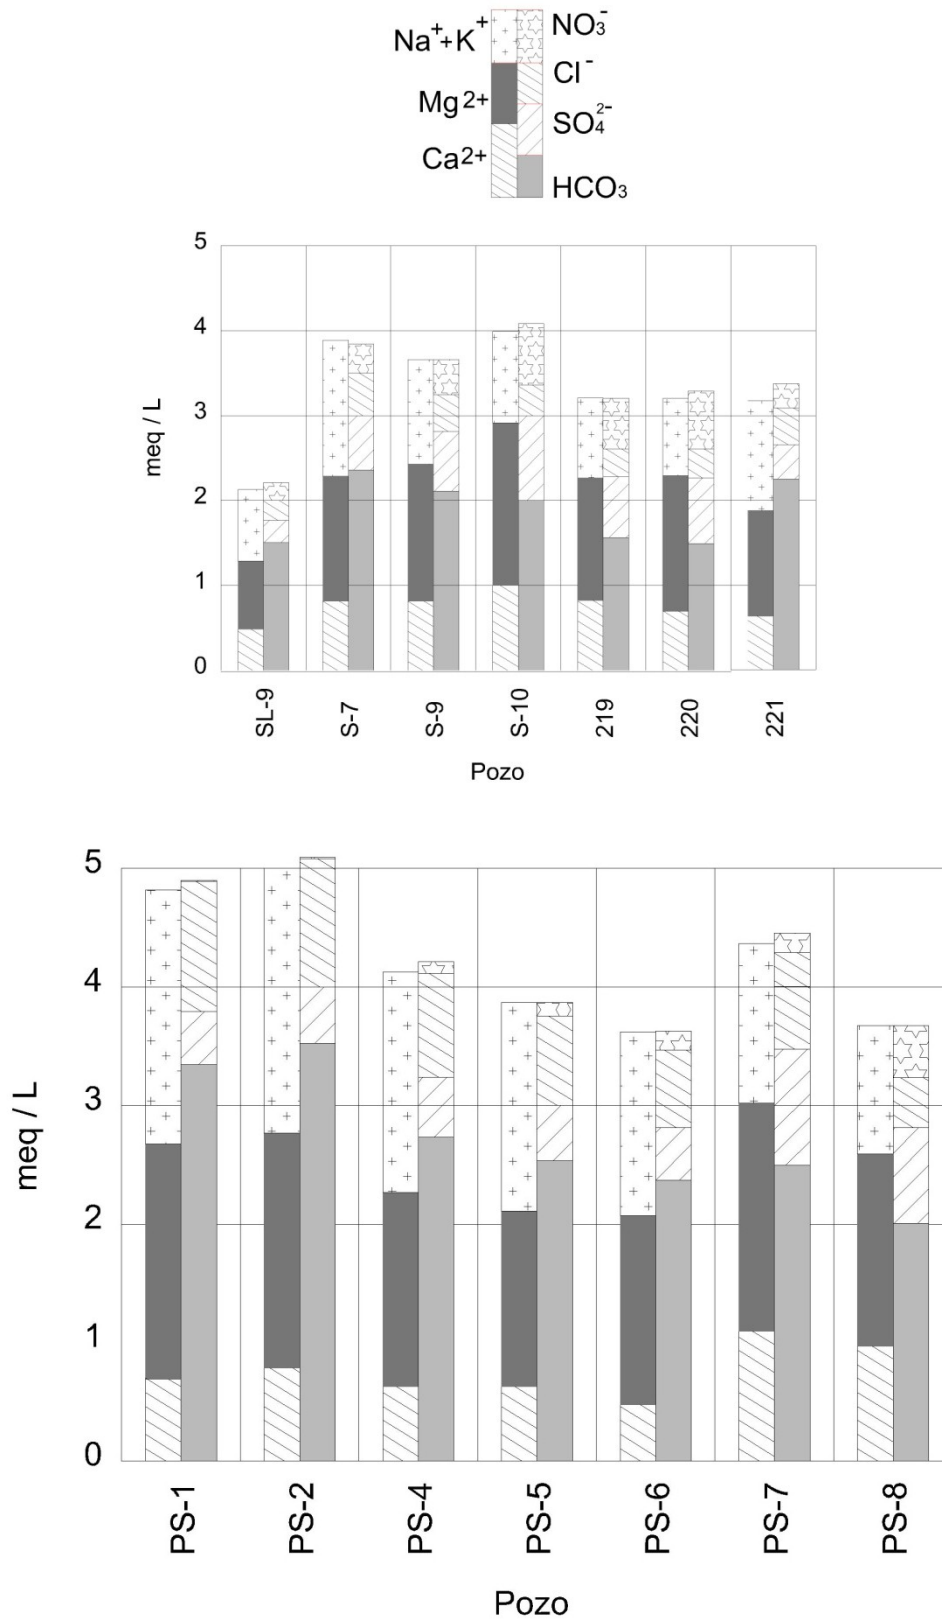 Na⁺+K⁺ NO₃⁻
Cl⁻
Mg²⁺
SO₄²⁻
Ca²⁺
HCO₃
5
4
3
2
1
0
meq / L
SL-9 S-7 S-9 S-10 219 220 221
Pozo
5
4
3
2
1
0
meq / L
PS-1 PS-2 PS-4 PS-5 PS-6 PS-7 PS-8
Pozo